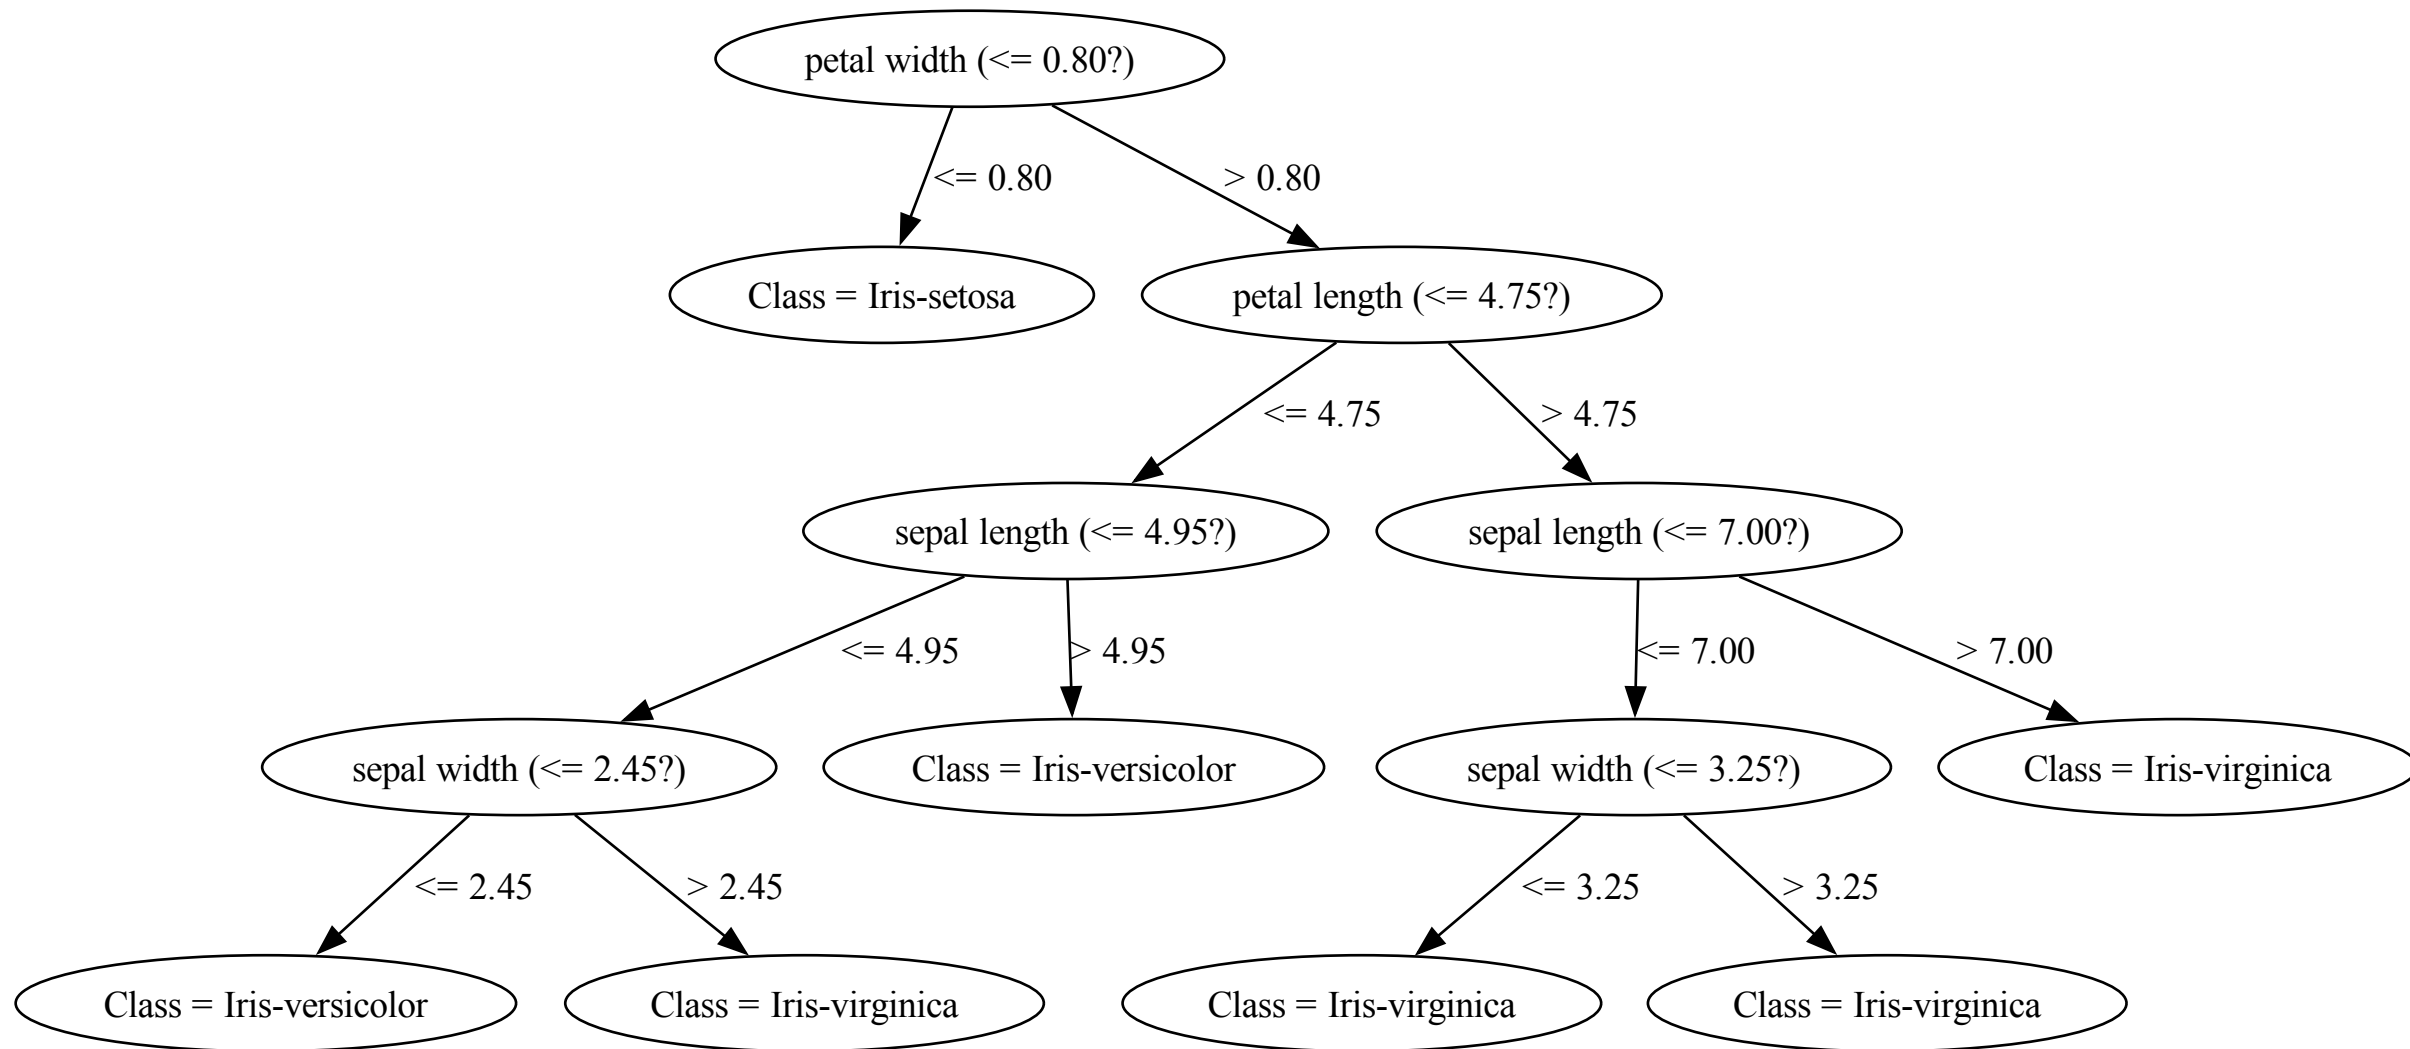 petal width (<= 0.80?)
<= 0.80
> 0.80
Class = Iris-setosa
petal length (<= 4.75?)
<= 4.75
> 4.75
sepal length (<= 4.95?)
sepal length (<= 7.00?)
<= 4.95
> 4.95
<= 7.00
> 7.00
sepal width (<= 2.45?)
Class = Iris-versicolor
sepal width (<= 3.25?)
Class = Iris-virginica
<= 2.45
> 2.45
<= 3.25
> 3.25
Class = Iris-versicolor
Class = Iris-virginica
Class = Iris-virginica
Class = Iris-virginica